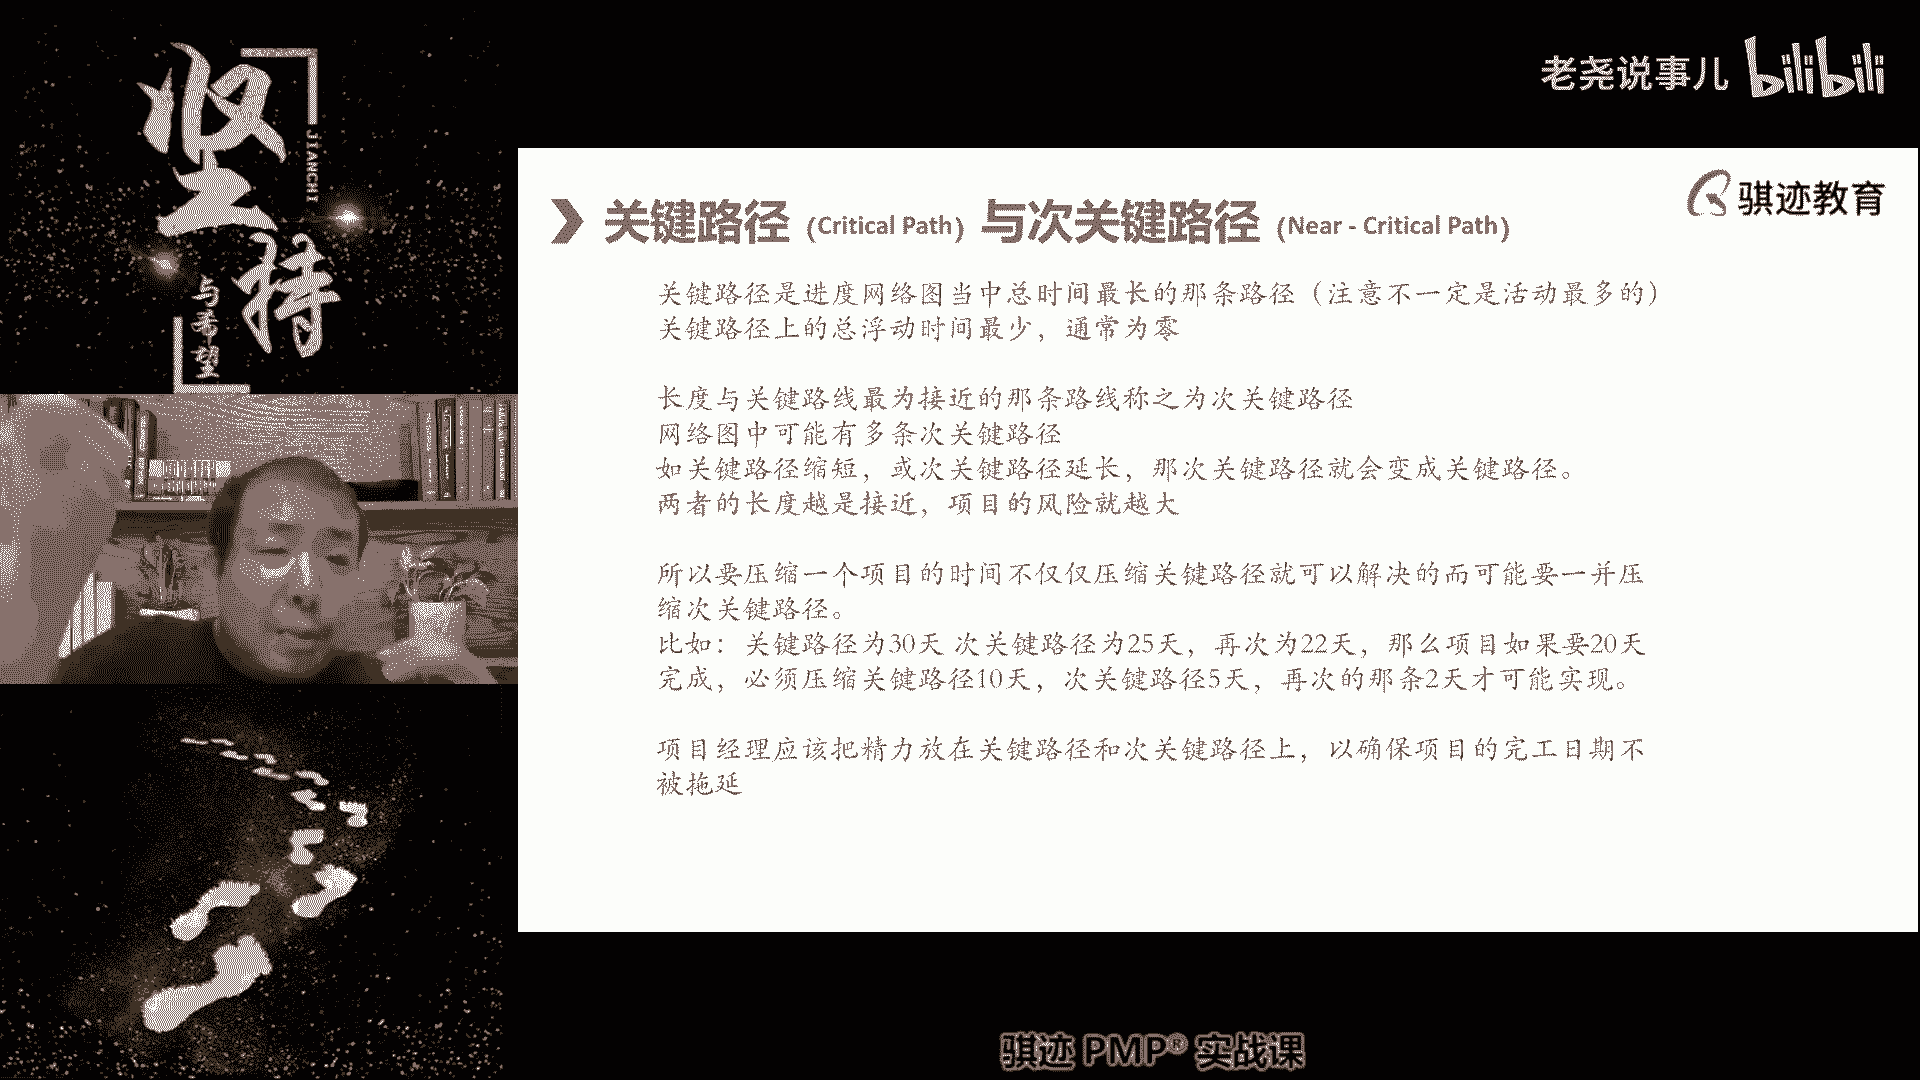 坚持
JIANCHI
与希望
老尧说事儿 bilibili
骐迹教育
关键路径 (Critical Path) 与次关键路径 (Near - Critical Path)
关键路径是进度网络图当中总时间最长的那条路径（注意不一定是活动最多的）
关键路径上的总浮动时间最少，通常为零
长度与关键路线最为接近的那条路线称之为次关键路径
网络图中可能有多条次关键路径
如关键路径缩短，或次关键路径延长，那次关键路径就会变成关键路径。
两者的长度越是接近，项目的风险就越大
所以要压缩一个项目的时间不仅仅压缩关键路径就可以解决的而可能要一并压
缩次关键路径。
比如：关键路径为30天 次关键路径为25天，再次为22天，那么项目如果要20天
完成，必须压缩关键路径10天，次关键路径5天，再次的那条2天才可能实现。
项目经理应该把精力放在关键路径和次关键路径上，以确保项目的完工日期不
被拖延
骐迹 PMP® 实战课